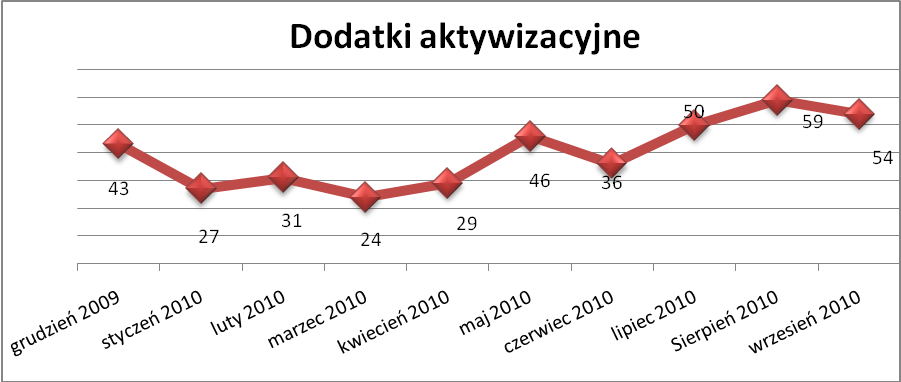 Dodatki aktywizacyjne
43
27
31
24
29
46
36
50
59
54
grudzień 2009
styczeń 2010
luty 2010
marzec 2010
kwiecień 2010
maj 2010
czerwiec 2010
lipiec 2010
Sierpień 2010
wrzesień 2010